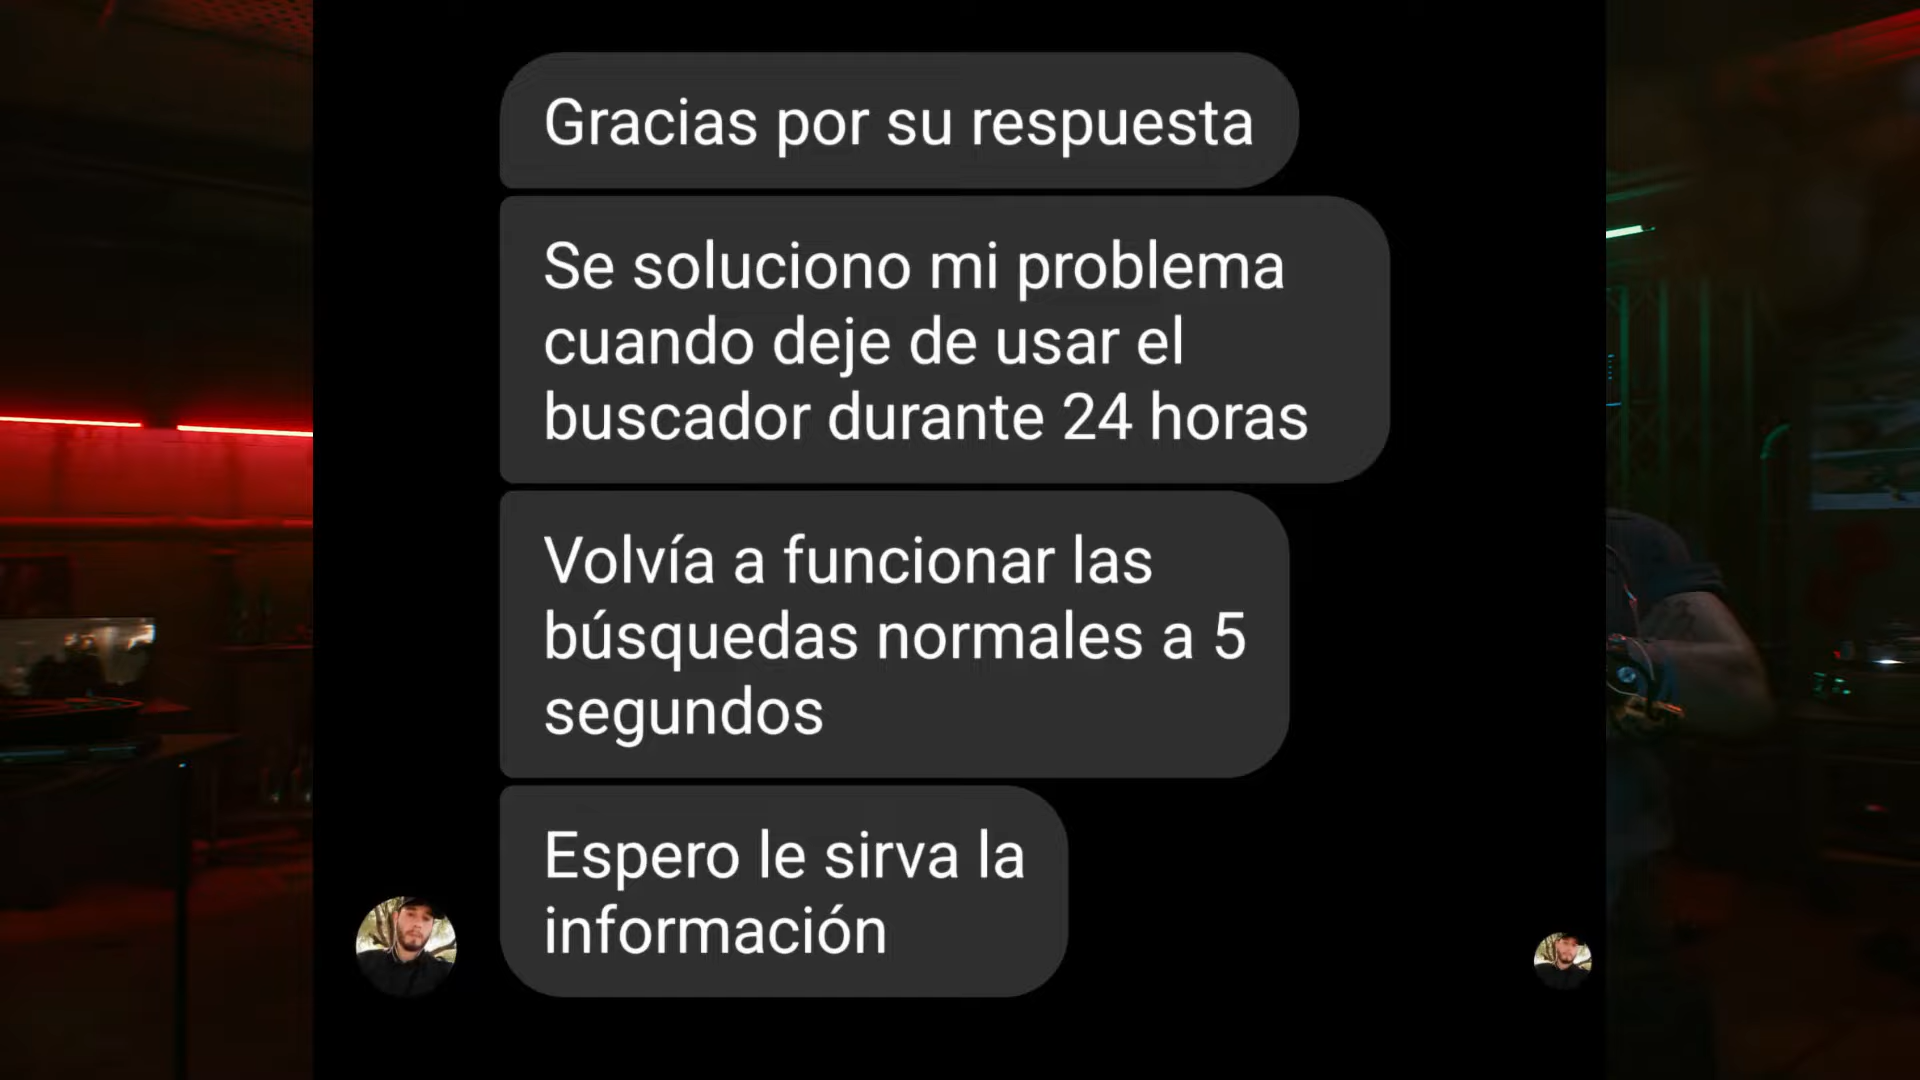 Gracias por su respuesta
Se soluciono mi problema
cuando deje de usar el
buscador durante 24 horas
Volvía a funcionar las
búsquedas normales a 5
segundos
Espero le sirva la
información